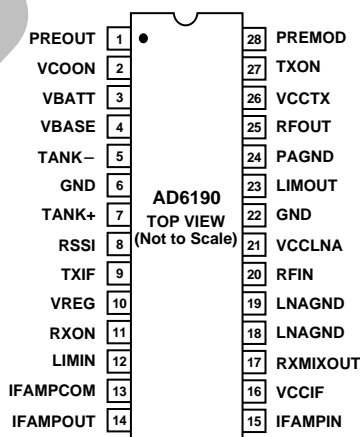 PREOUT 1 28 PREMOD
VCOON 2 27 TXON
VBATT 3 26 VCCTX
VBASE 4 25 RFOUT
TANK− 5 24 PAGND
GND 6 23 LIMOUT
AD6190
TANK+ 7 22 GND
TOP VIEW
RSSI 8 (Not to Scale) 21 VCCLNA
TXIF 9 20 RFIN
VREG 10 19 LNAGND
RXON 11 18 LNAGND
LIMIN 12 17 RXMIXOUT
IFAMPCOM 13 16 VCCIF
IFAMPOUT 14 15 IFAMPIN